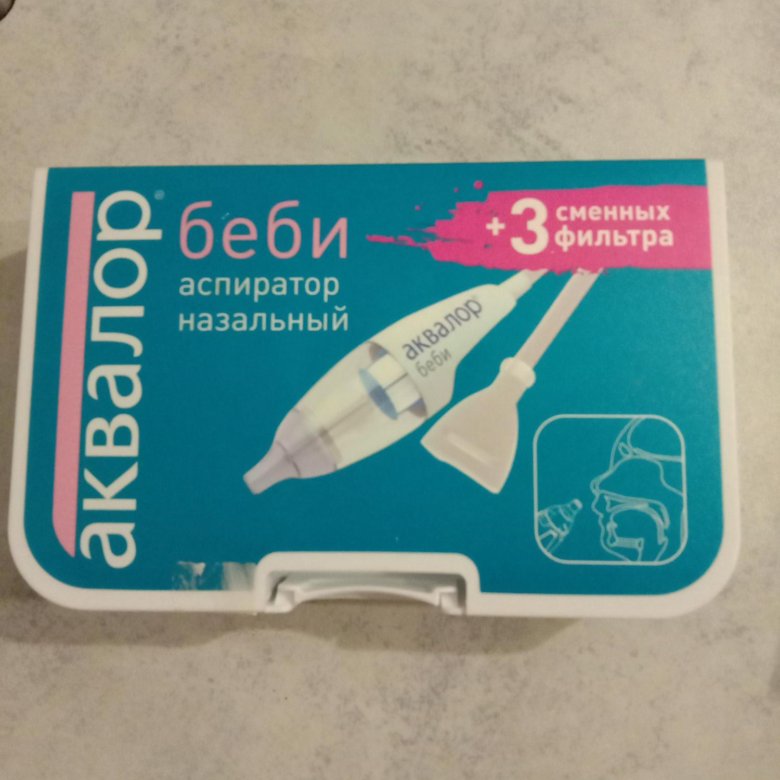 аквалор®
беби
аспиратор
назальный
+3 сменных
фильтра
аквалор
беби